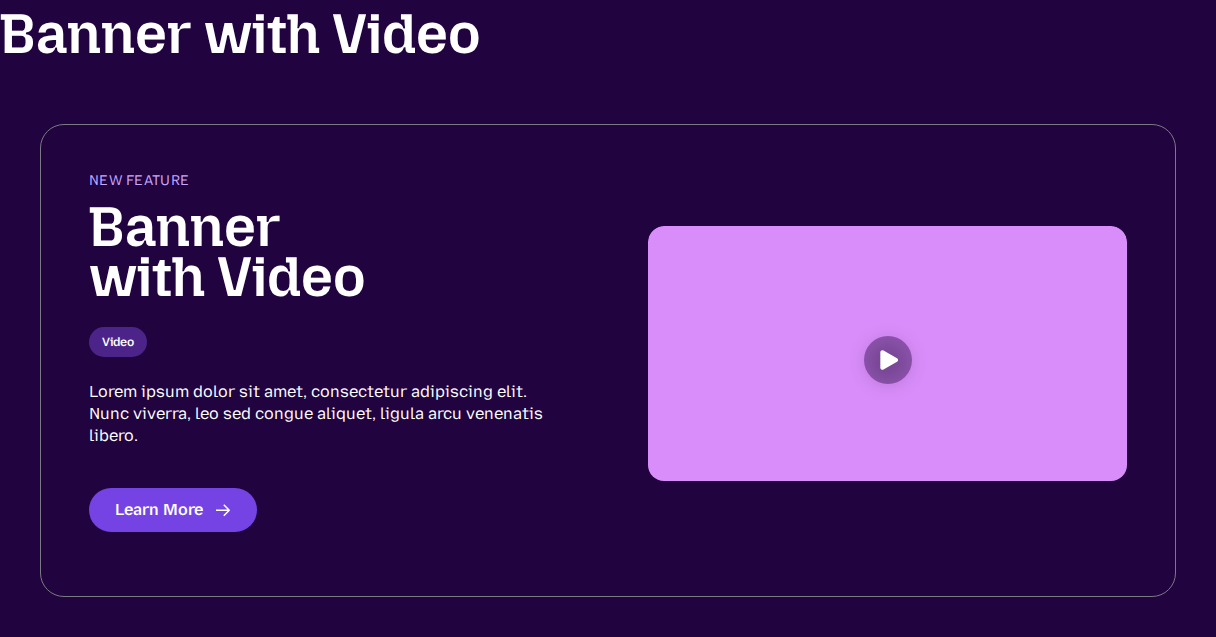 Banner with Video
NEW FEATURE
Banner
with Video
Video
Lorem ipsum dolor sit amet, consectetur adipiscing elit.
Nunc viverra, leo sed congue aliquet, ligula arcu venenatis
libero.
Learn More